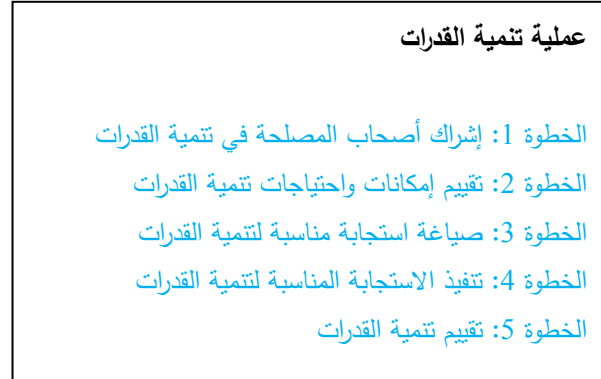 عملية تنمية القدرات
الخطوة 1: إشراك أصحاب المصلحة في تنمية القدرات
الخطوة 2: تقييم إمكانات واحتياجات تنمية القدرات
الخطوة 3: صياغة استجابة مناسبة لتنمية القدرات
الخطوة 4: تنفيذ الاستجابة المناسبة لتنمية القدرات
الخطوة 5: تقييم تنمية القدرات